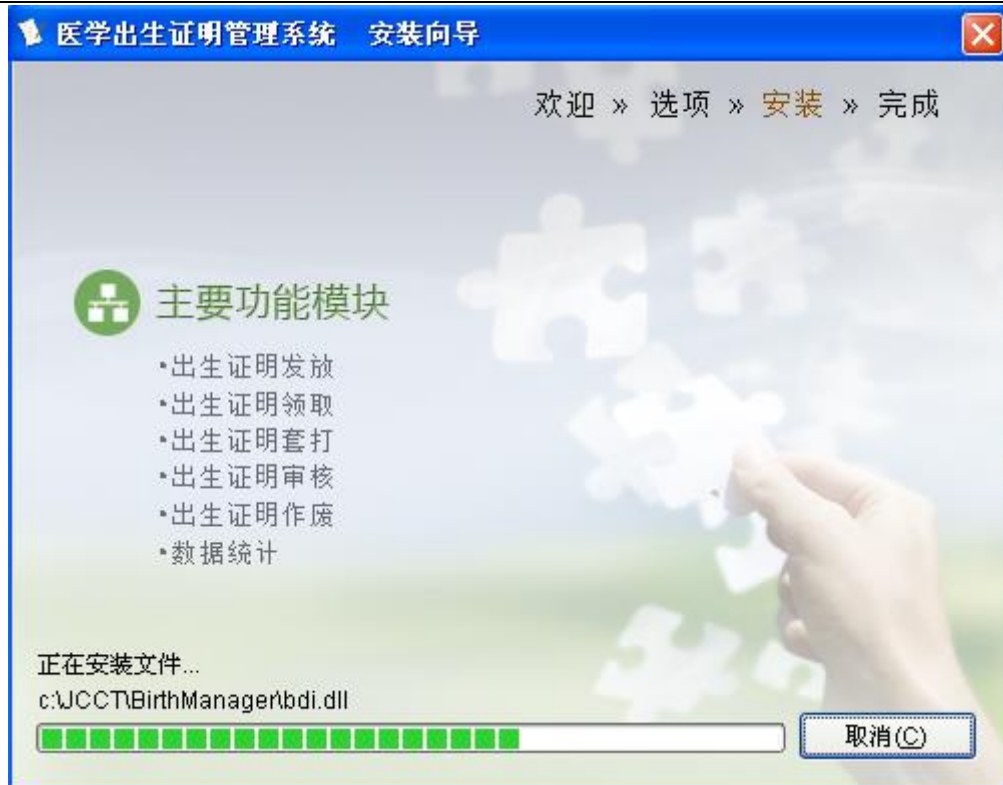 医学出生证明管理系统 安装向导
欢迎 » 选项 » 安装 » 完成
主要功能模块
•出生证明发放
•出生证明领取
•出生证明套打
•出生证明审核
•出生证明作废
•数据统计
正在安装文件...
c:\JCCT\BirthManager\bdi.dll
取消(C)